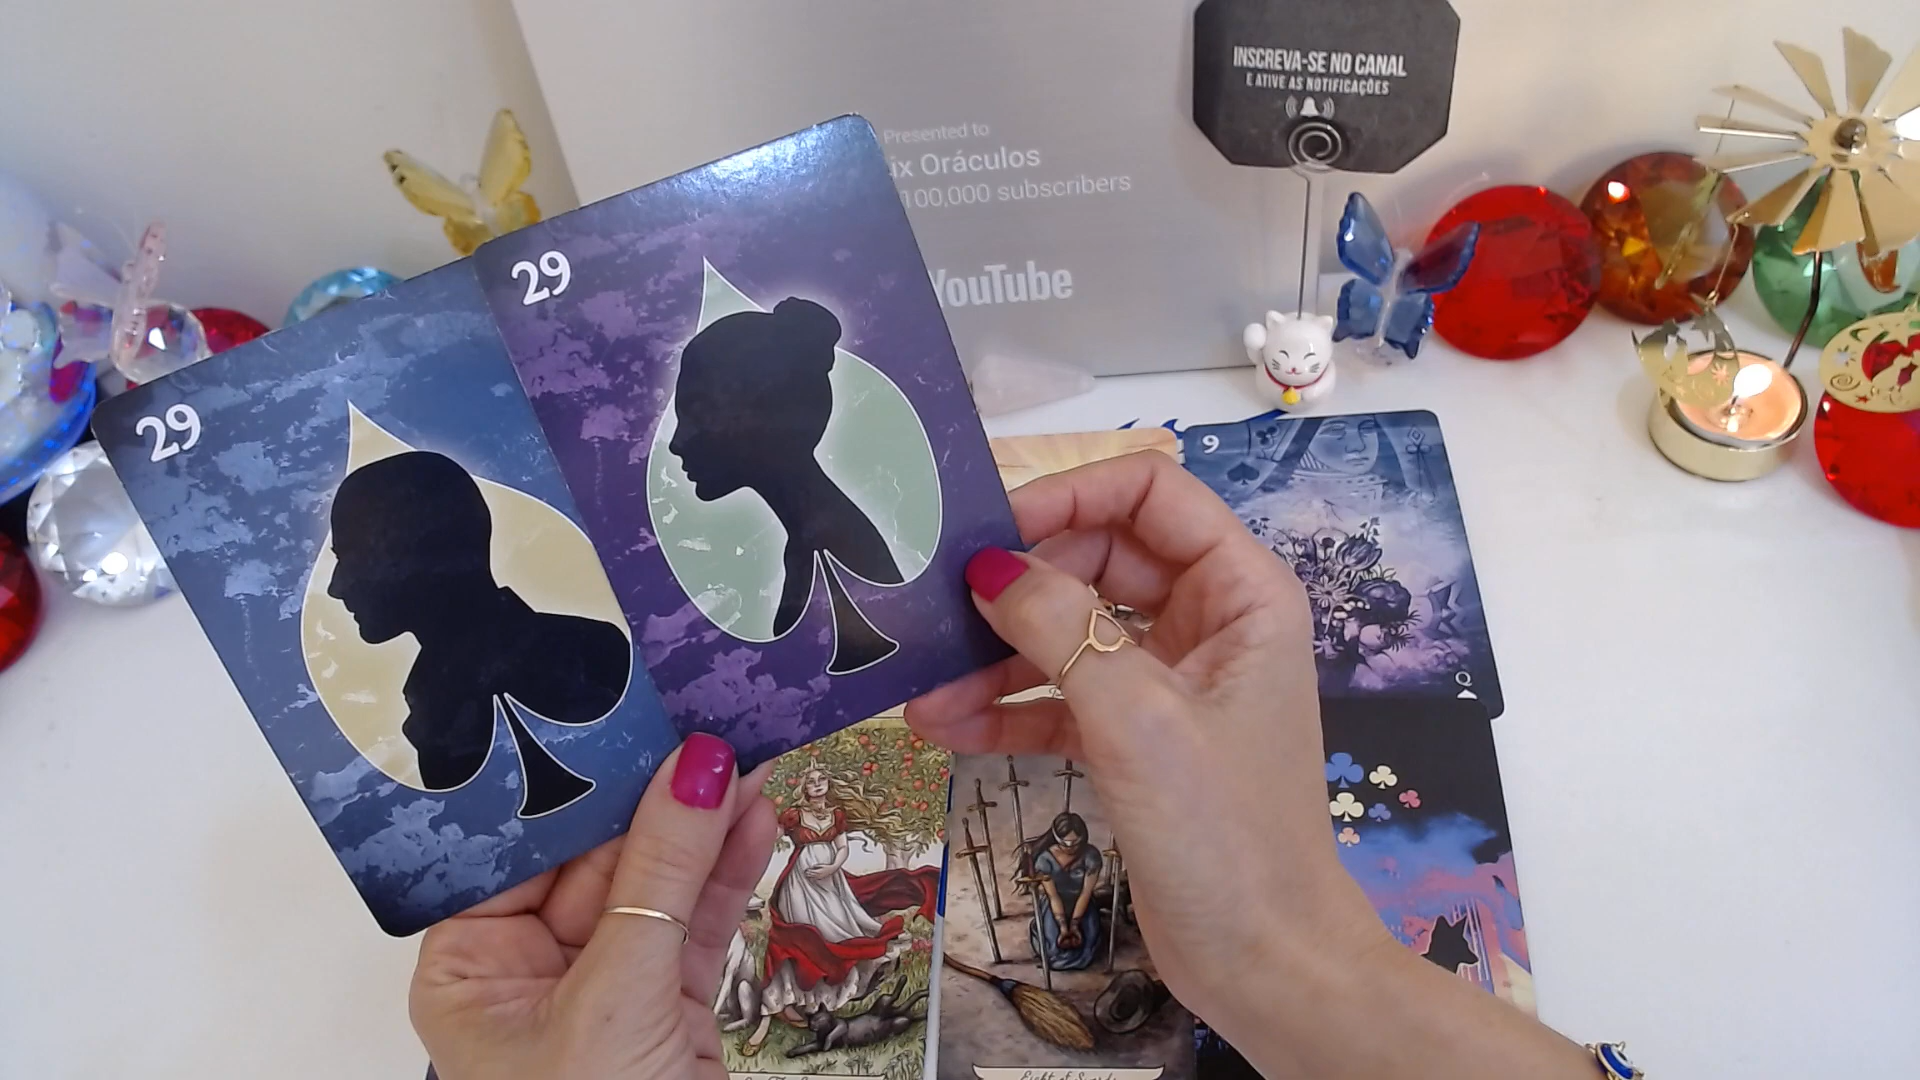 INSCREVA-SE NO CANAL
E ATIVE AS NOTIFICAÇÕES
Presented to
ix Oráculos
100,000 subscribers
YouTube
29
29
9
Q
Eight of Swords